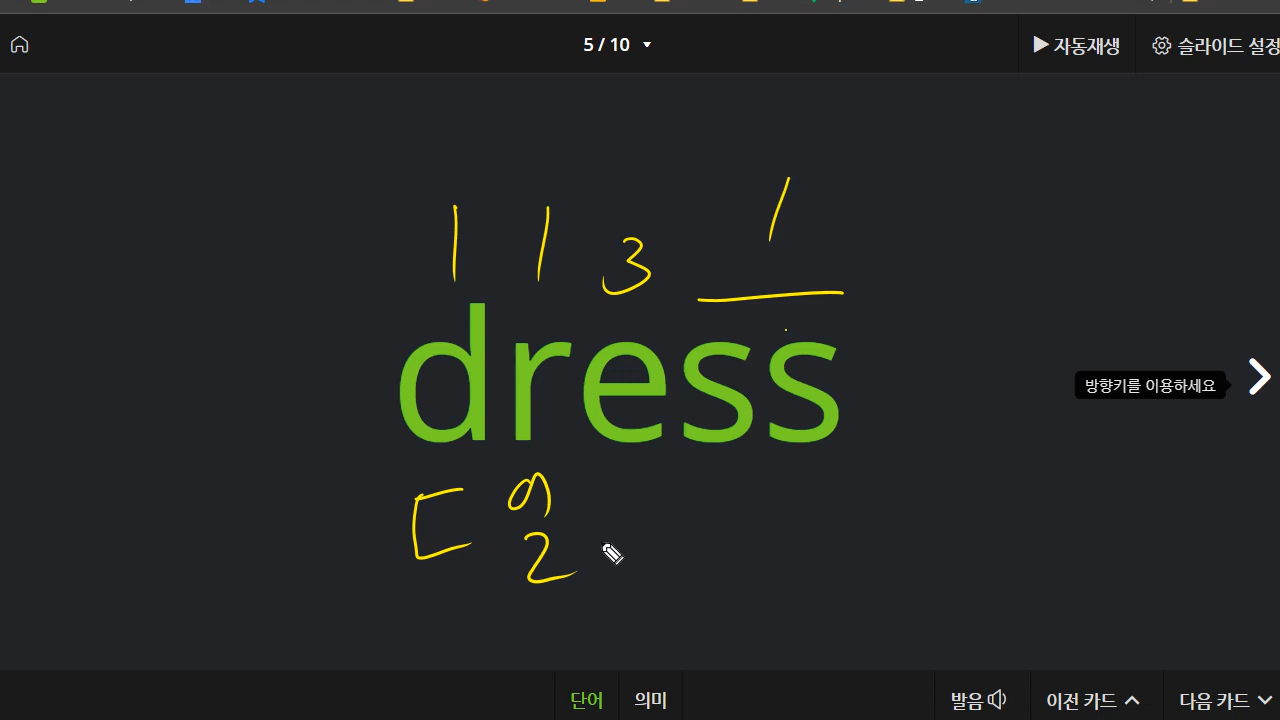 5 / 10
자동재생
슬라이드 설정
1 1 3 1
dress
방향키를 이용하세요
ㄷ
2
단어
의미
발음
이전 카드
다음 카드